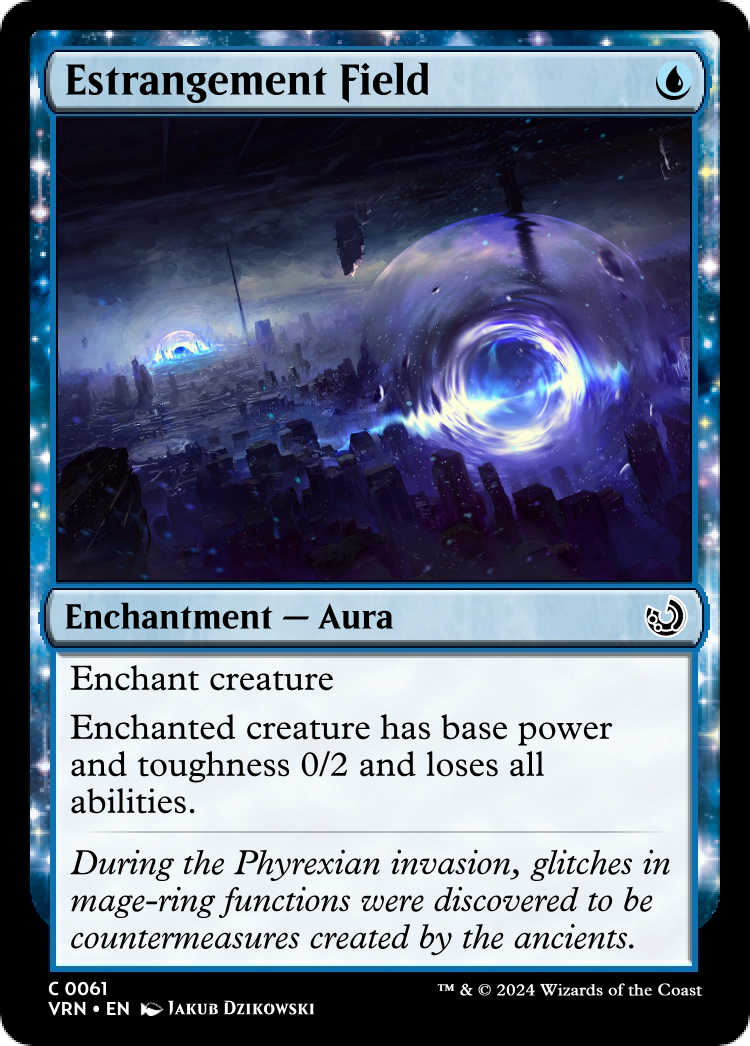 Estrangement Field
Enchantment — Aura
Enchant creature
Enchanted creature has base power
and toughness 0/2 and loses all
abilities.
During the Phyrexian invasion, glitches in
mage-ring functions were discovered to be
countermeasures created by the ancients.
C 0061
VRN • EN Jakub Dzikowski
™ & © 2024 Wizards of the Coast